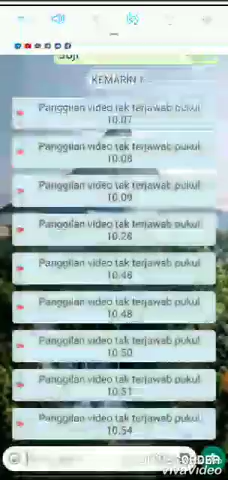 KEMARIN
Panggilan video tak terjawab pukul
10.07
Panggilan video tak terjawab pukul
10.08
Panggilan video tak terjawab pukul
10.09
Panggilan video tak terjawab pukul
10.28
Panggilan video tak terjawab pukul
10.48
Panggilan video tak terjawab pukul
10.48
Panggilan video tak terjawab pukul
10.50
Panggilan video tak terjawab pukul
10.51
Panggilan video tak terjawab pukul
10.54
VivaVideo